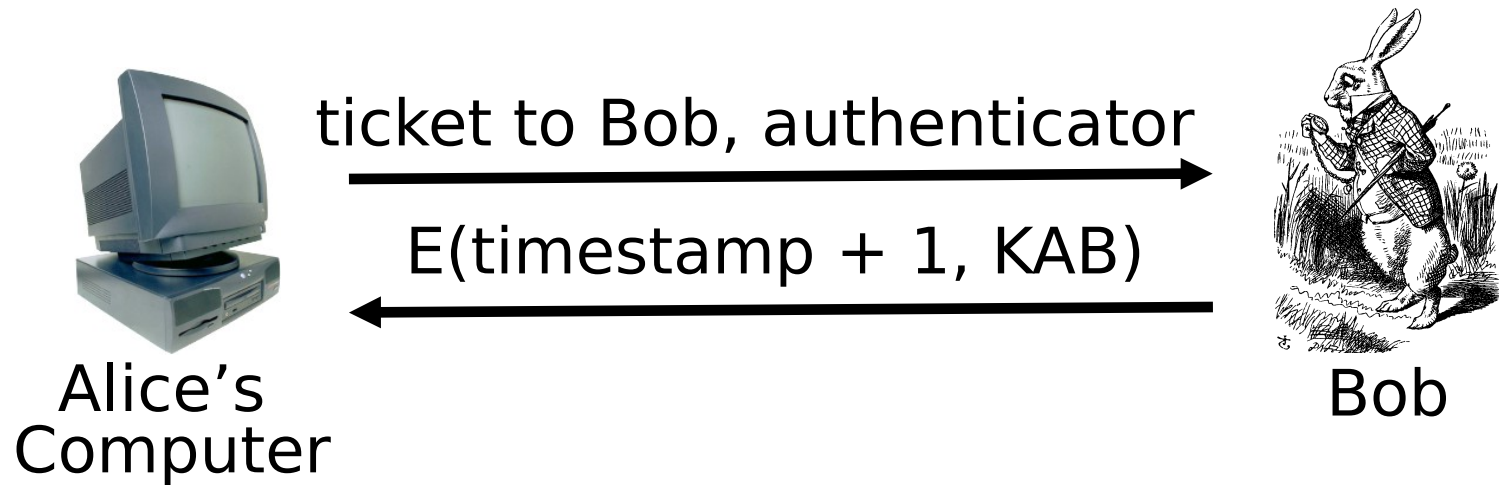 ticket to Bob, authenticator
E(timestamp + 1, KAB)
Alice’s
Computer
Bob